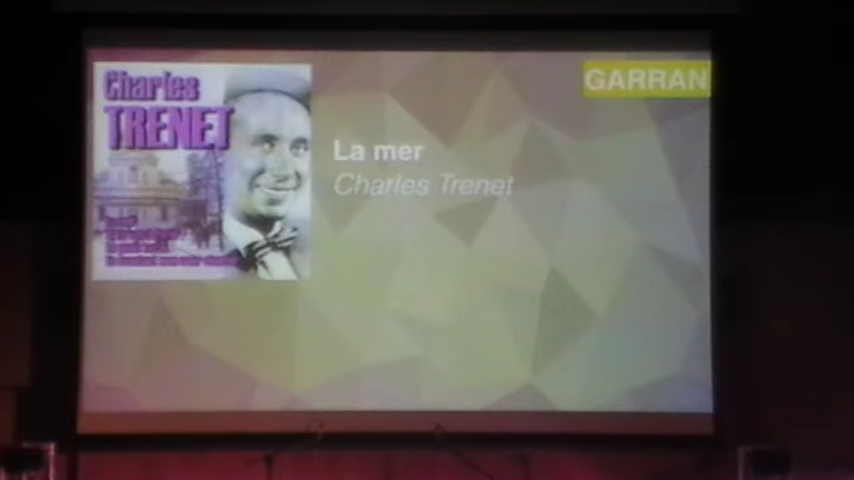 Charles
TRENET
La mer
Charles Trenet
GARRAN